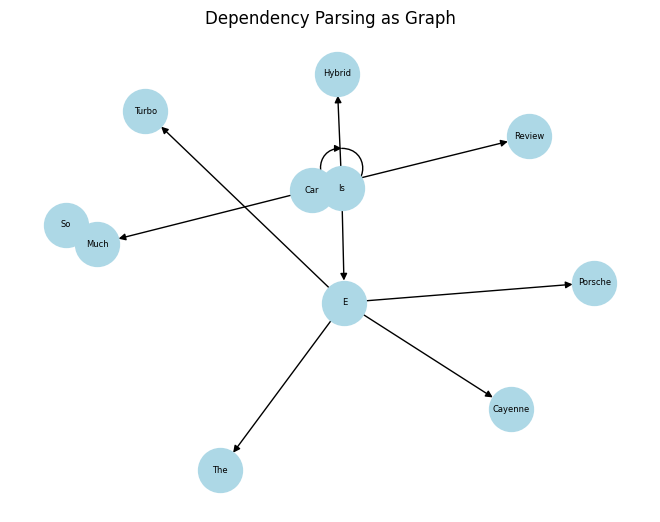 Dependency Parsing as Graph
Hybrid
Turbo
Review
Car
Is
So
Much
Porsche
E
Cayenne
The